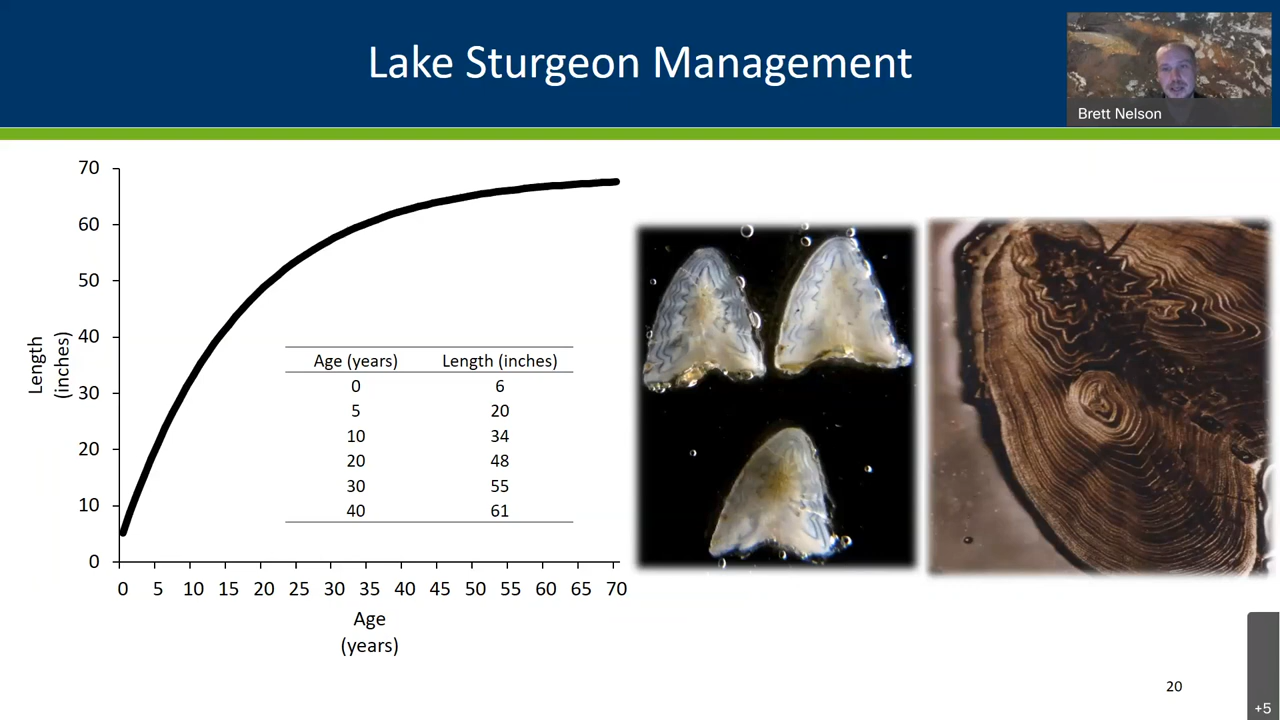 Lake Sturgeon Management
Brett Nelson
70
60
50
40
30
20
10
0
Length
(inches)
Age (years) Length (inches)
0 6
5 20
10 34
20 48
30 55
40 61
0 5 10 15 20 25 30 35 40 45 50 55 60 65 70
Age
(years)
20
+5